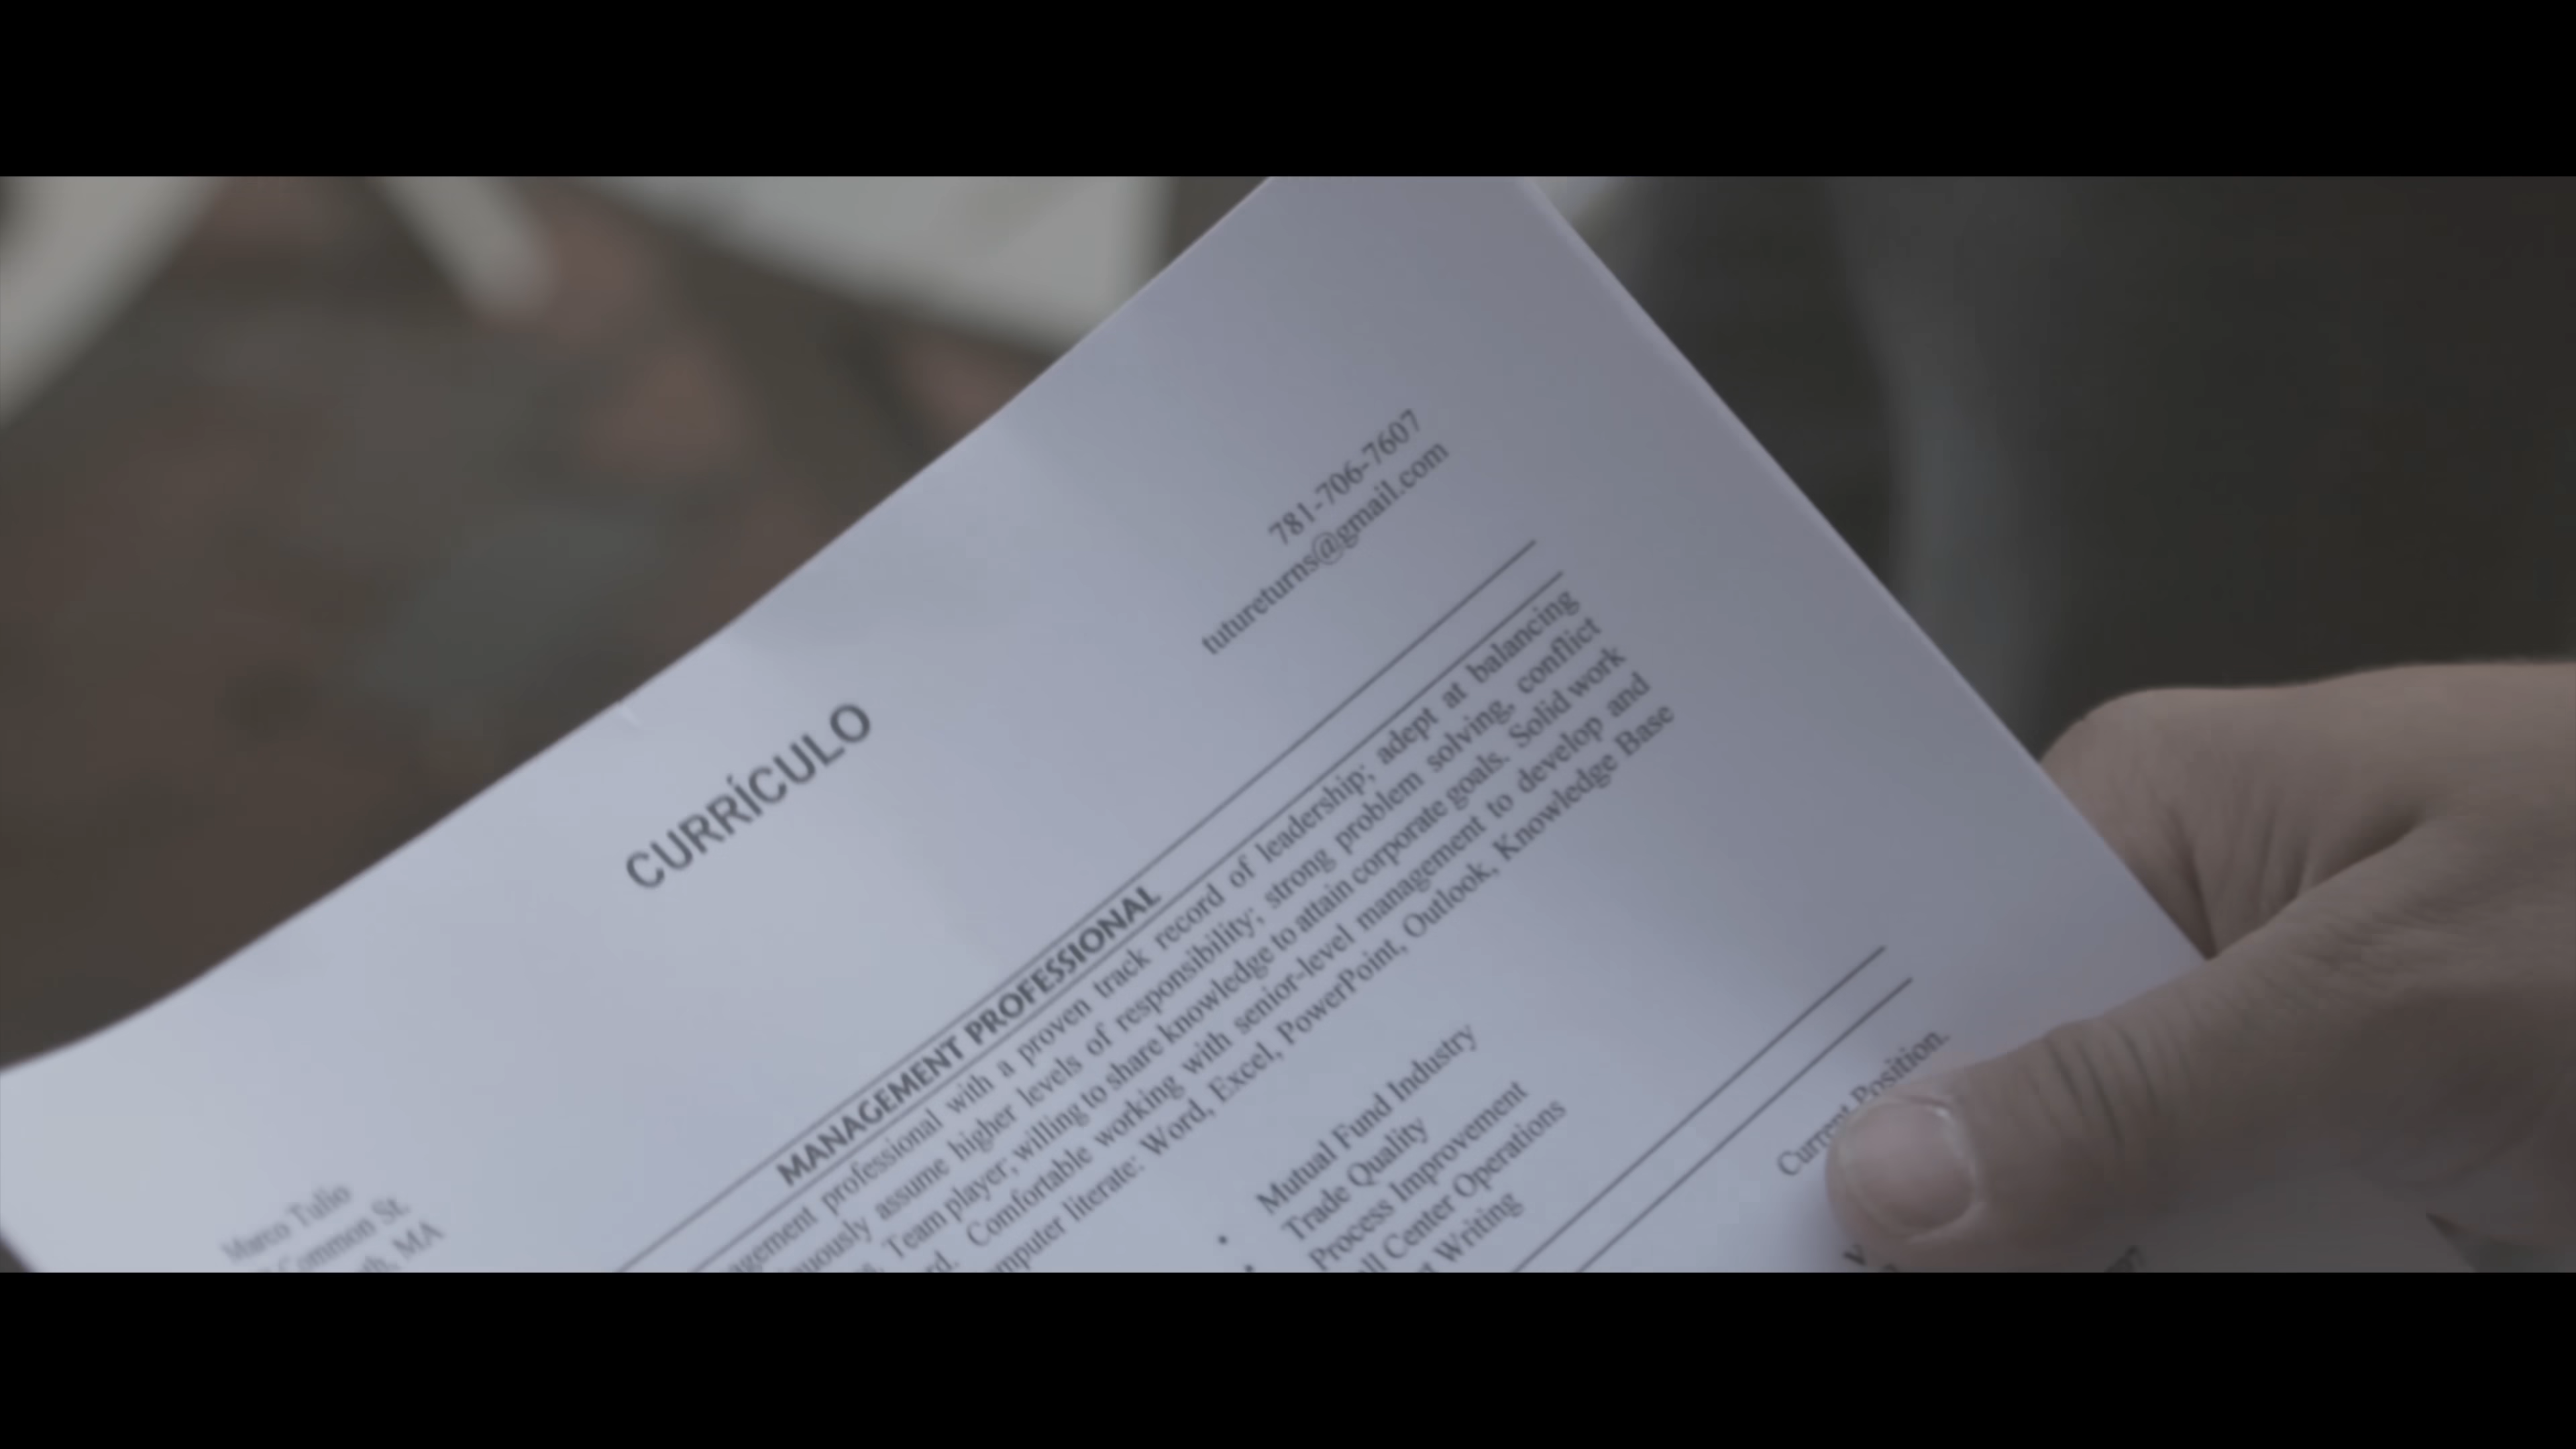 781-706-7607
tutureturns@gmail.com
CURRÍCULO
Marco Tulio
Common St.
MA
MANAGEMENT PROFESSIONAL
professional with a proven track record of leadership; adept at balancing
assume higher levels of responsibility; strong problem solving, conflict
Team player; willing to share knowledge to attain corporate goals. Solid work
Comfortable working with senior-level management to develop and
literate: Word, Excel, PowerPoint, Outlook, Knowledge Base
• Mutual Fund Industry
• Trade Quality
Process Improvement
Center Operations
Writing
Current Position.